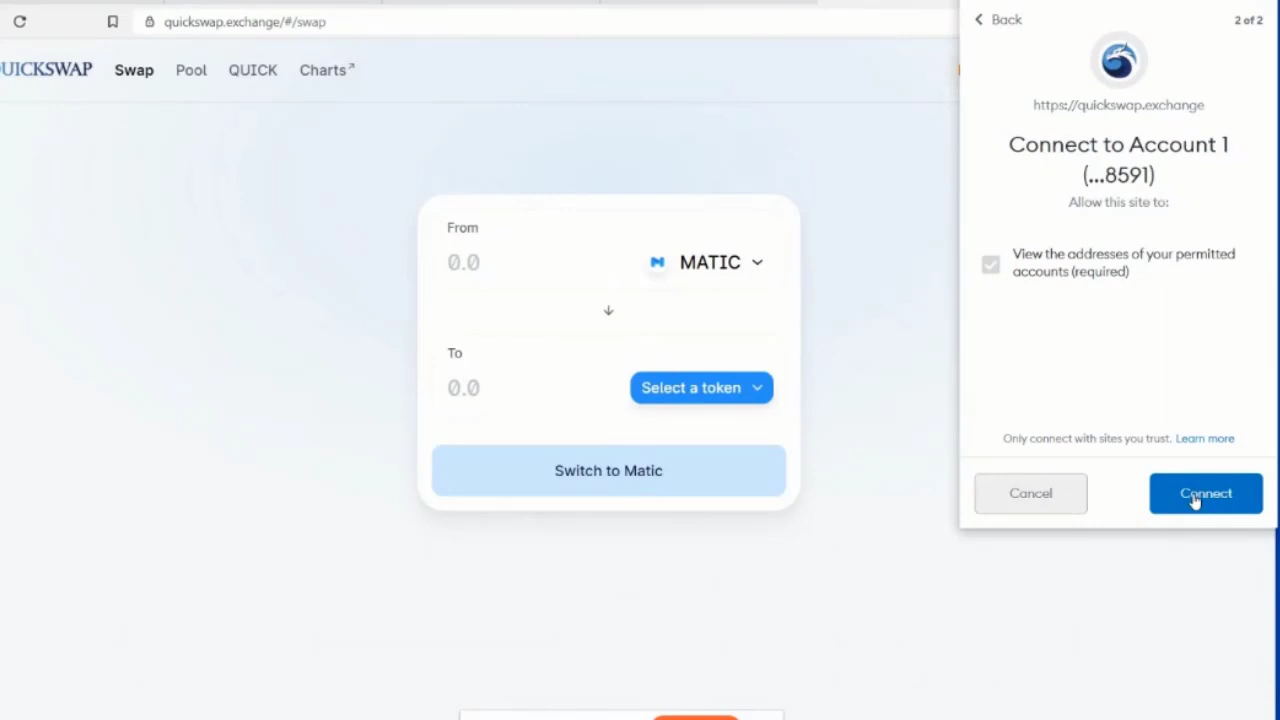 quickswap.exchange/#/swap
UICKSWAP Swap Pool QUICK Charts↗
From
0.0 MATIC
To
0.0 Select a token
Switch to Matic
Back 2 of 2
https://quickswap.exchange
Connect to Account 1
(...8591)
Allow this site to:
View the addresses of your permitted
accounts (required)
Only connect with sites you trust. Learn more
Cancel Connect